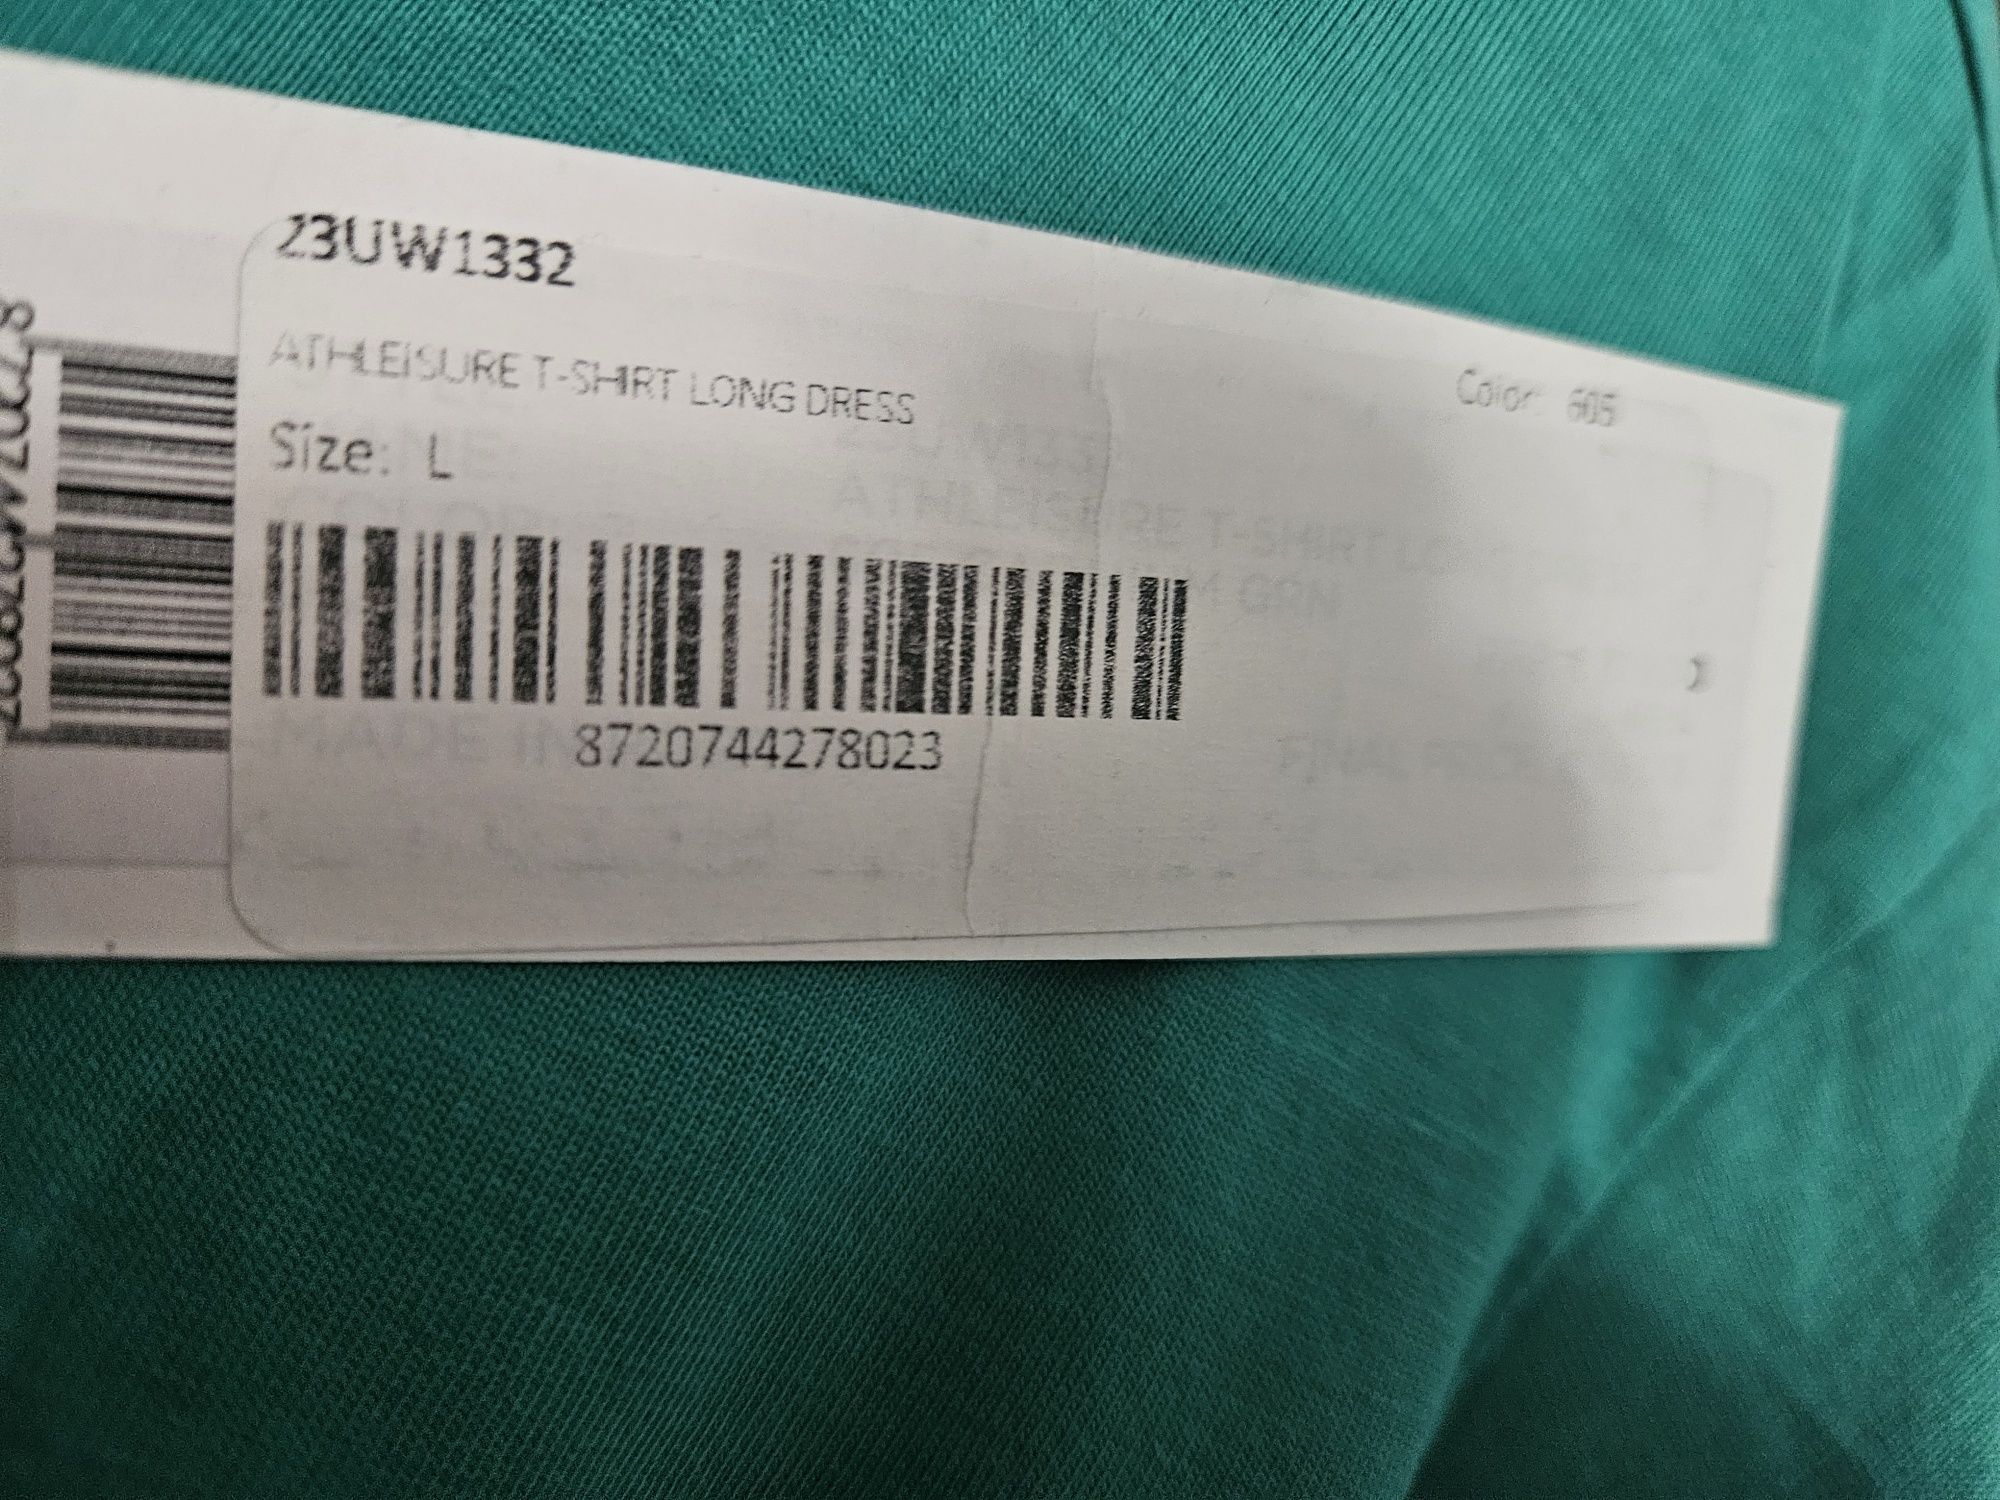 23UW1332
ATHLEISURE T-SHIRT LONG DRESS
Color: 605
Size: L
8720744278023